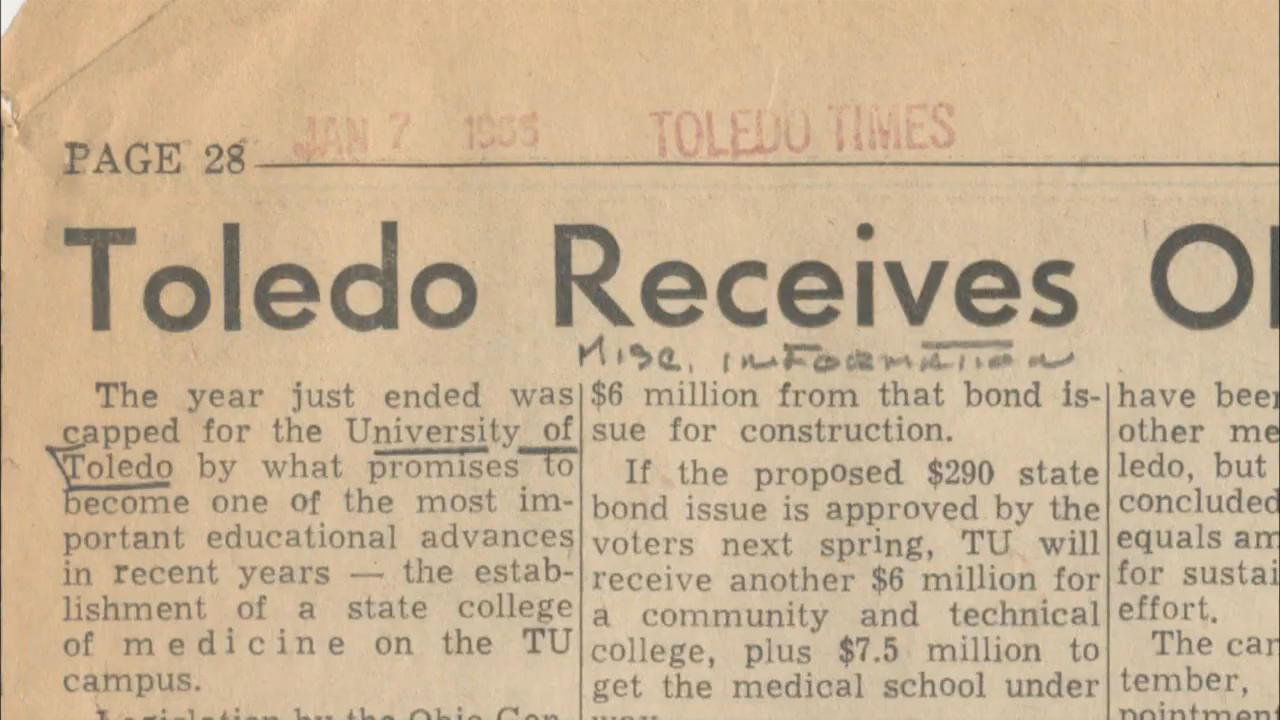 JAN 7 1965 TOLEDO TIMES
PAGE 28
Toledo Receives
Misc. INFORMATION
The year just ended was
capped for the University of
Toledo by what promises to
become one of the most im-
portant educational advances
in recent years — the estab-
lishment of a state college
of medicine on the TU
campus.
$6 million from that bond is-
sue for construction.
If the proposed $290 state
bond issue is approved by the
voters next spring, TU will
receive another $6 million for
a community and technical
college, plus $7.5 million to
get the medical school under
have been
other me
ledo, but
concluded
equals am
for sustai
effort.
The car
tember,